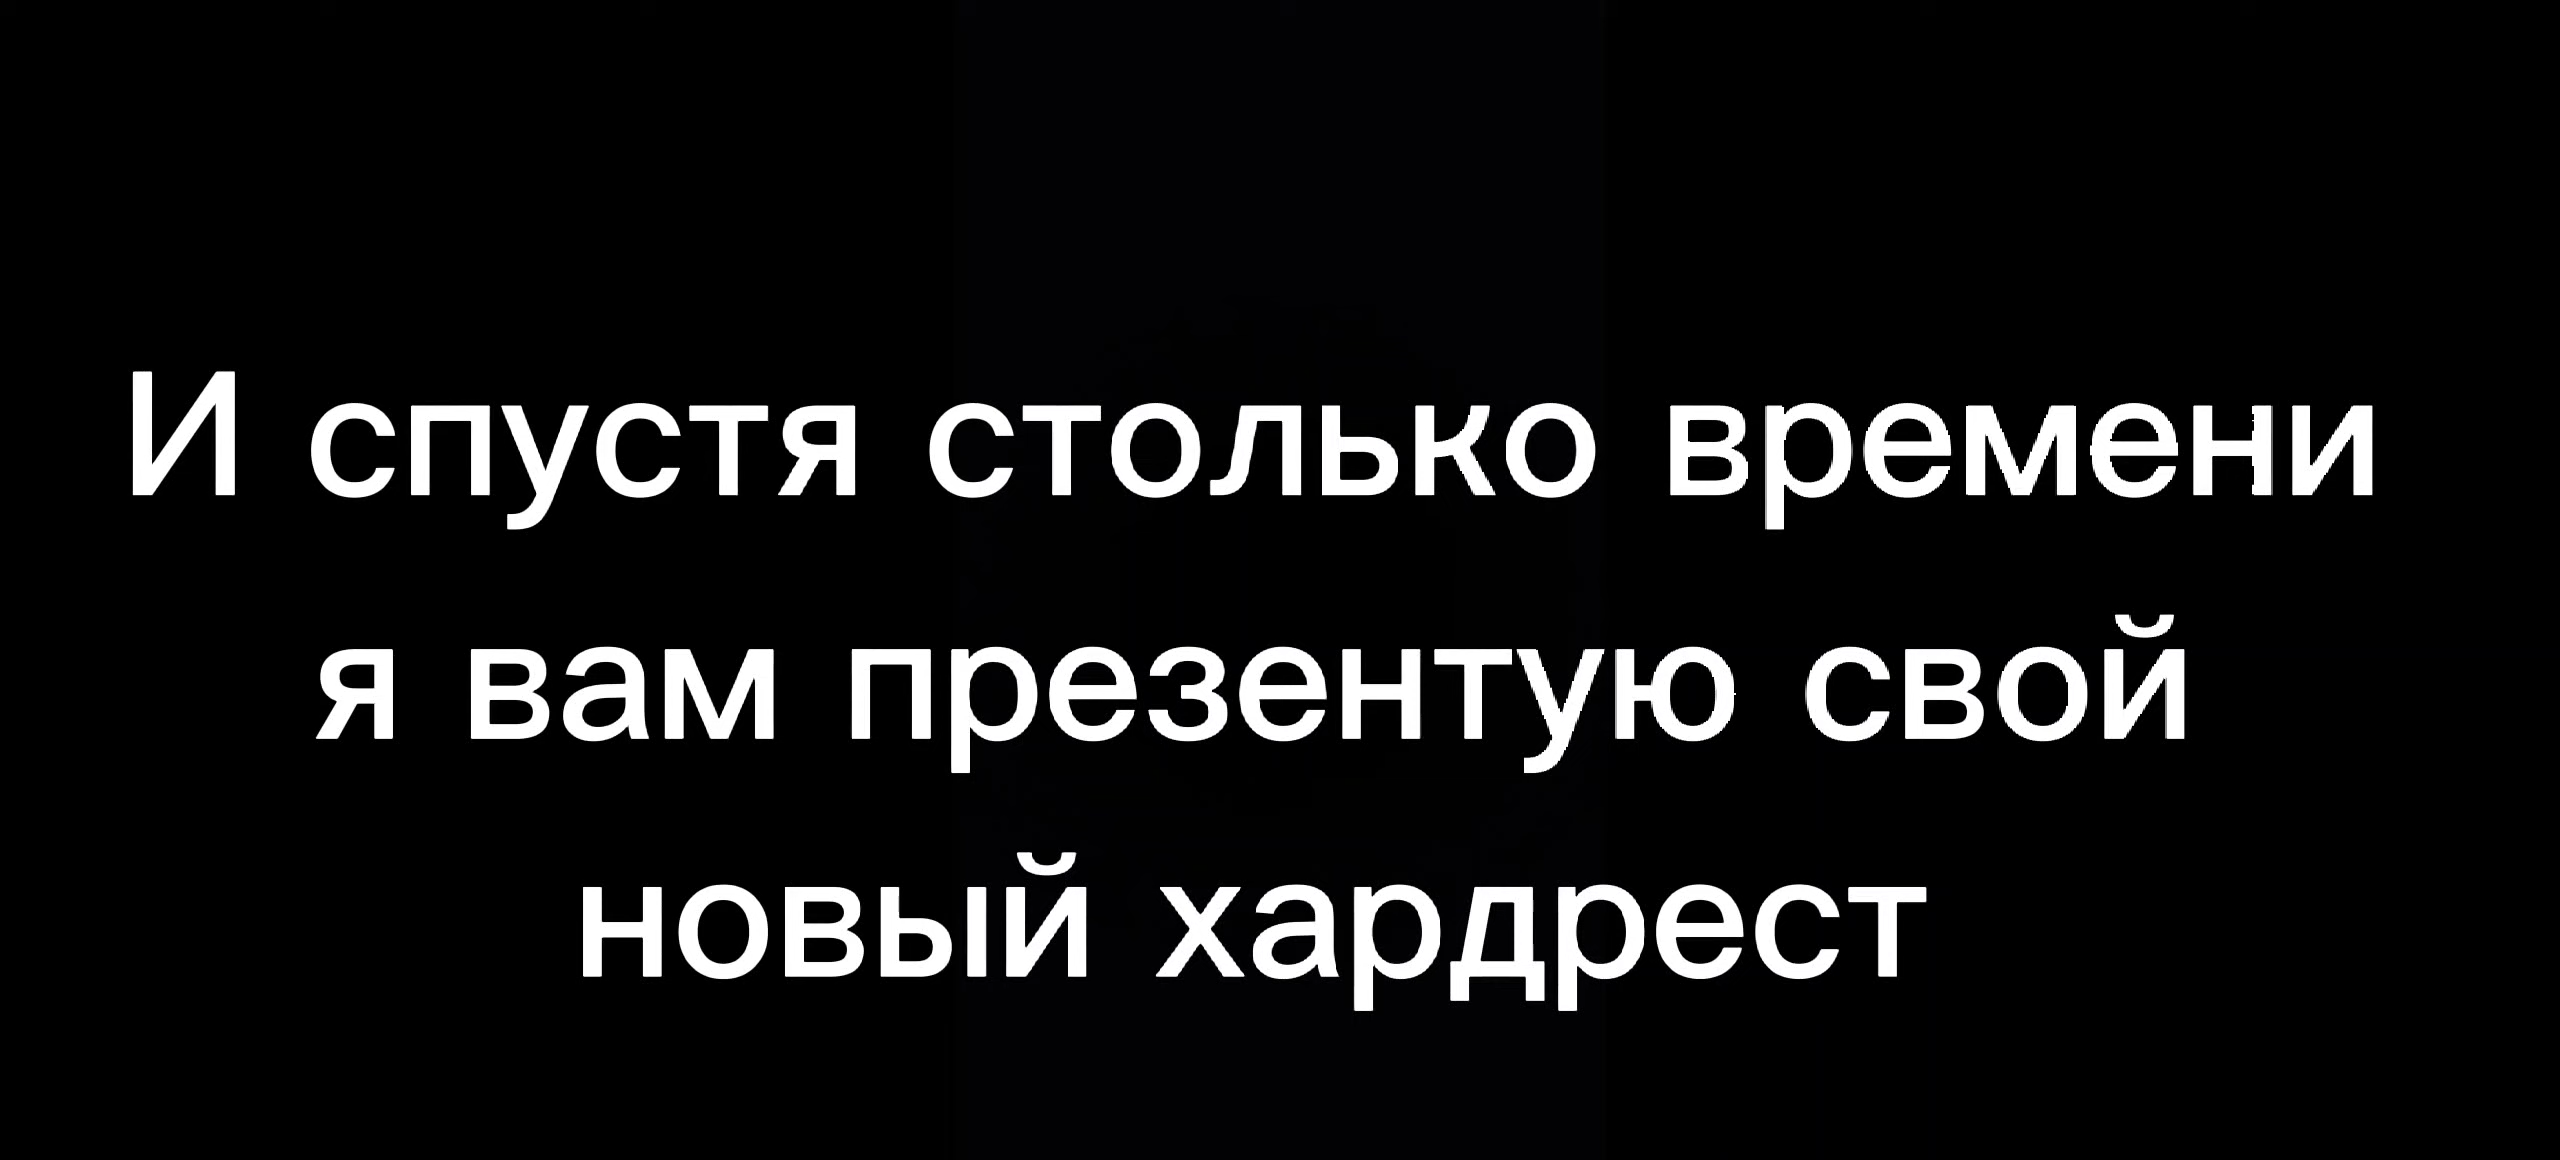 И спустя столько времени
я вам презентую свой
новый хардрест